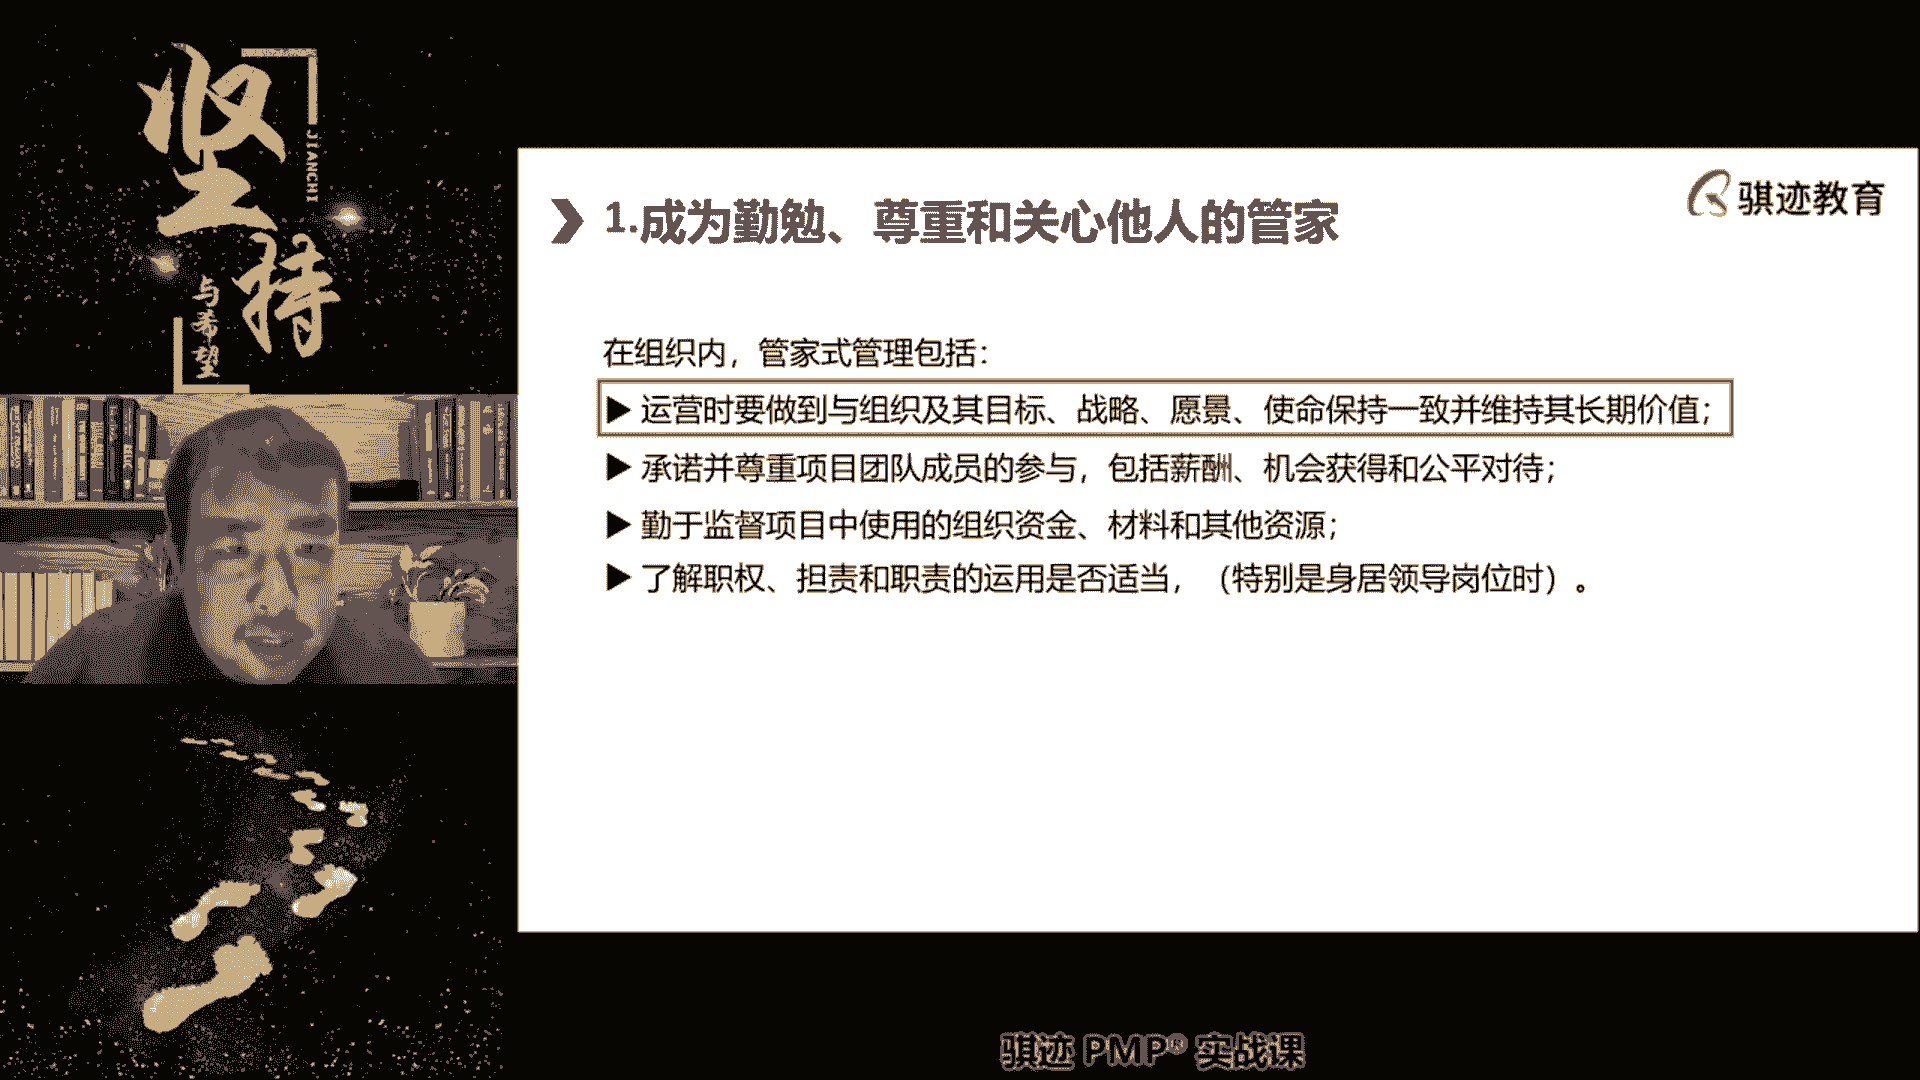 坚持
JIANCHI
与希望
骐迹教育
1.成为勤勉、尊重和关心他人的管家
在组织内，管家式管理包括：
▶ 运营时要做到与组织及其目标、战略、愿景、使命保持一致并维持其长期价值；
▶ 承诺并尊重项目团队成员的参与，包括薪酬、机会获得和公平对待；
▶ 勤于监督项目中使用的组织资金、材料和其他资源；
▶ 了解职权、担责和职责的运用是否适当，（特别是身居领导岗位时）。
骐迹 PMP® 实战课